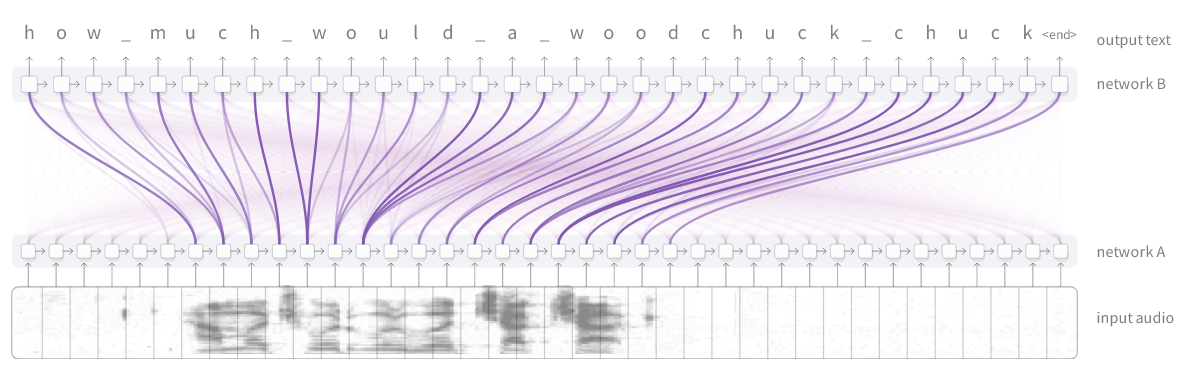 h o w _ m u c h _ w o u l d _ a _ w o o d c h u c k _ c h u c k <end> output text
network B
network A
input audio